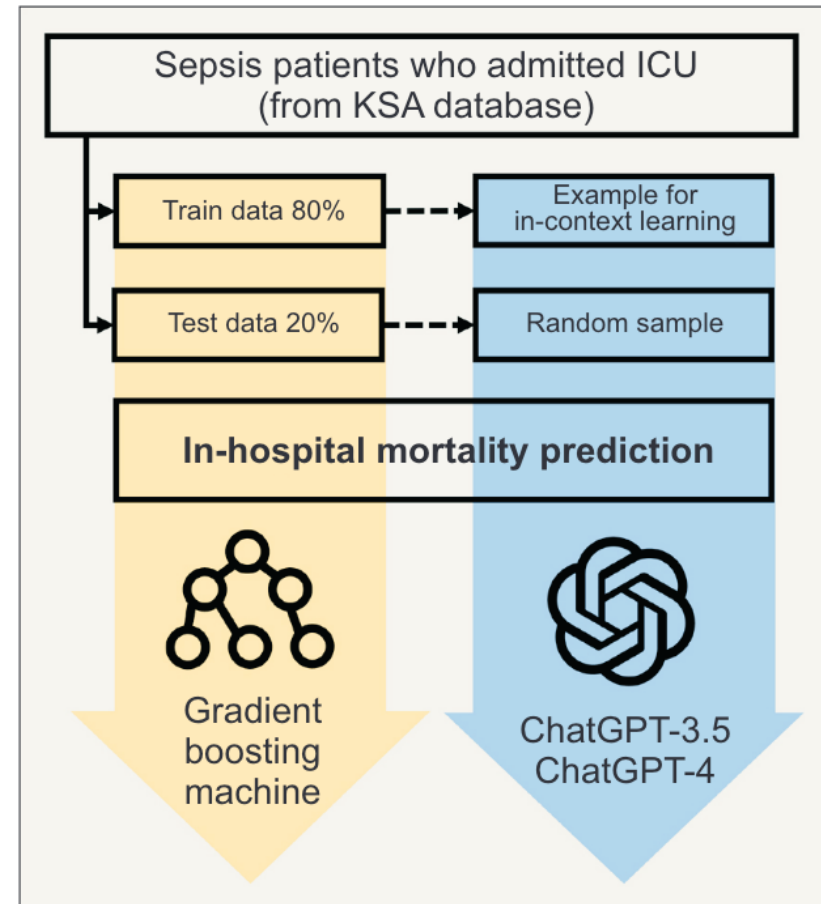 Sepsis patients who admitted ICU
(from KSA database)
Train data 80%
Example for
in-context learning
Test data 20%
Random sample
In-hospital mortality prediction
Gradient
boosting
machine
ChatGPT-3.5
ChatGPT-4